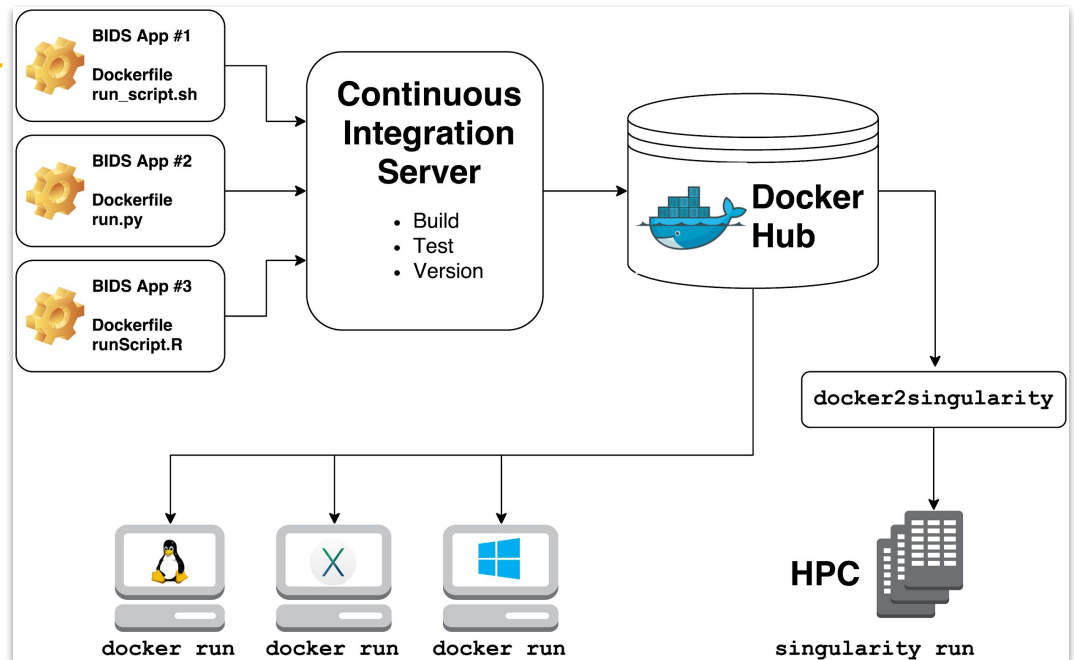 BIDS App #1
Dockerfile
run_script.sh
BIDS App #2
Dockerfile
run.py
BIDS App #3
Dockerfile
runScript.R
Continuous
Integration
Server
• Build
• Test
• Version
Docker
Hub
docker2singularity
X
HPC
docker run
docker run
docker run
singularity run